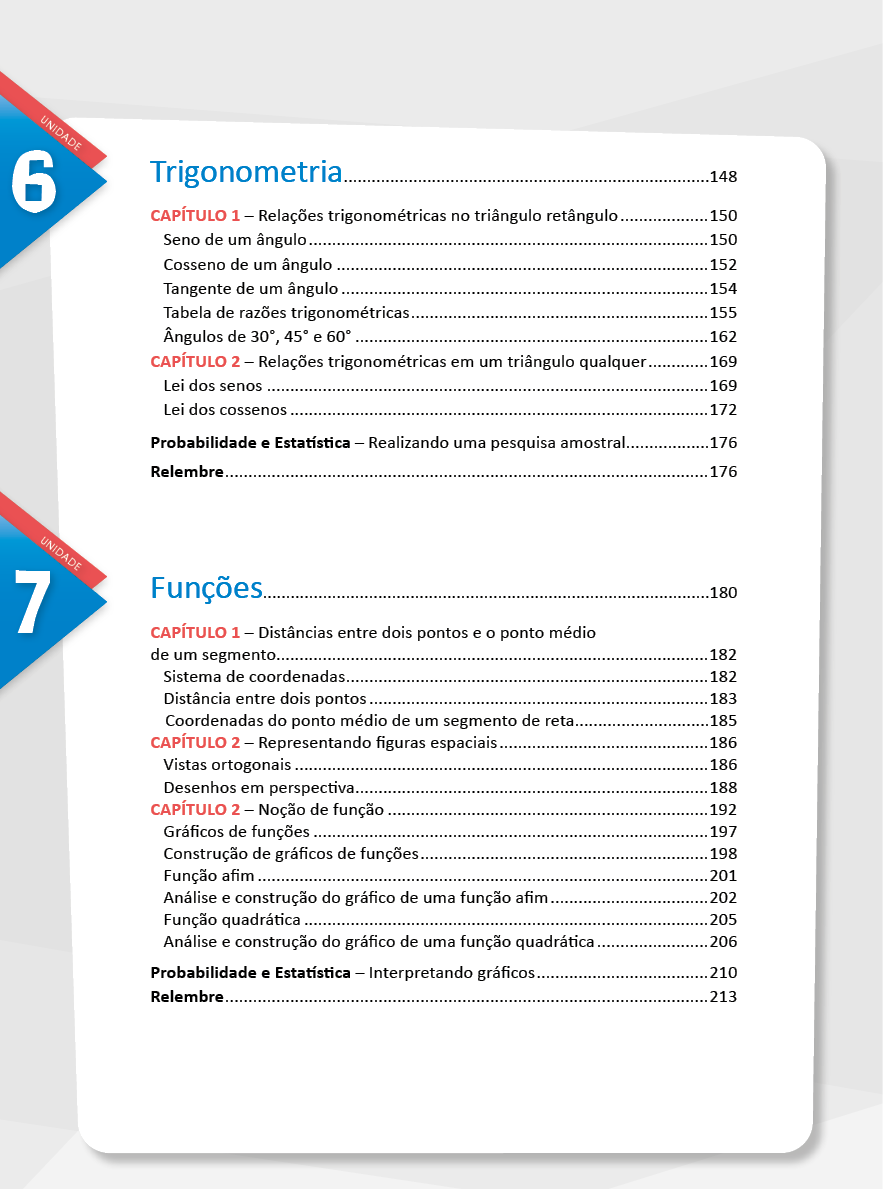 UNIDADE
6
Trigonometria........148
CAPÍTULO 1 – Relações trigonométricas no triângulo retângulo........150
Seno de um ângulo........150
Cosseno de um ângulo........152
Tangente de um ângulo........154
Tabela de razões trigonométricas........155
Ângulos de 30°, 45° e 60°........162
CAPÍTULO 2 – Relações trigonométricas em um triângulo qualquer........169
Lei dos senos........169
Lei dos cossenos........172
Probabilidade e Estatística – Realizando uma pesquisa amostral........176
Relembre........176
UNIDADE
7
Funções........180
CAPÍTULO 1 – Distâncias entre dois pontos e o ponto médio
de um segmento........182
Sistema de coordenadas........182
Distância entre dois pontos........183
Coordenadas do ponto médio de um segmento de reta........185
CAPÍTULO 2 – Representando figuras espaciais........186
Vistas ortogonais........186
Desenhos em perspectiva........188
CAPÍTULO 2 – Noção de função........192
Gráficos de funções........197
Construção de gráficos de funções........198
Função afim........201
Análise e construção do gráfico de uma função afim........202
Função quadrática........205
Análise e construção do gráfico de uma função quadrática........206
Probabilidade e Estatística – Interpretando gráficos........210
Relembre........213